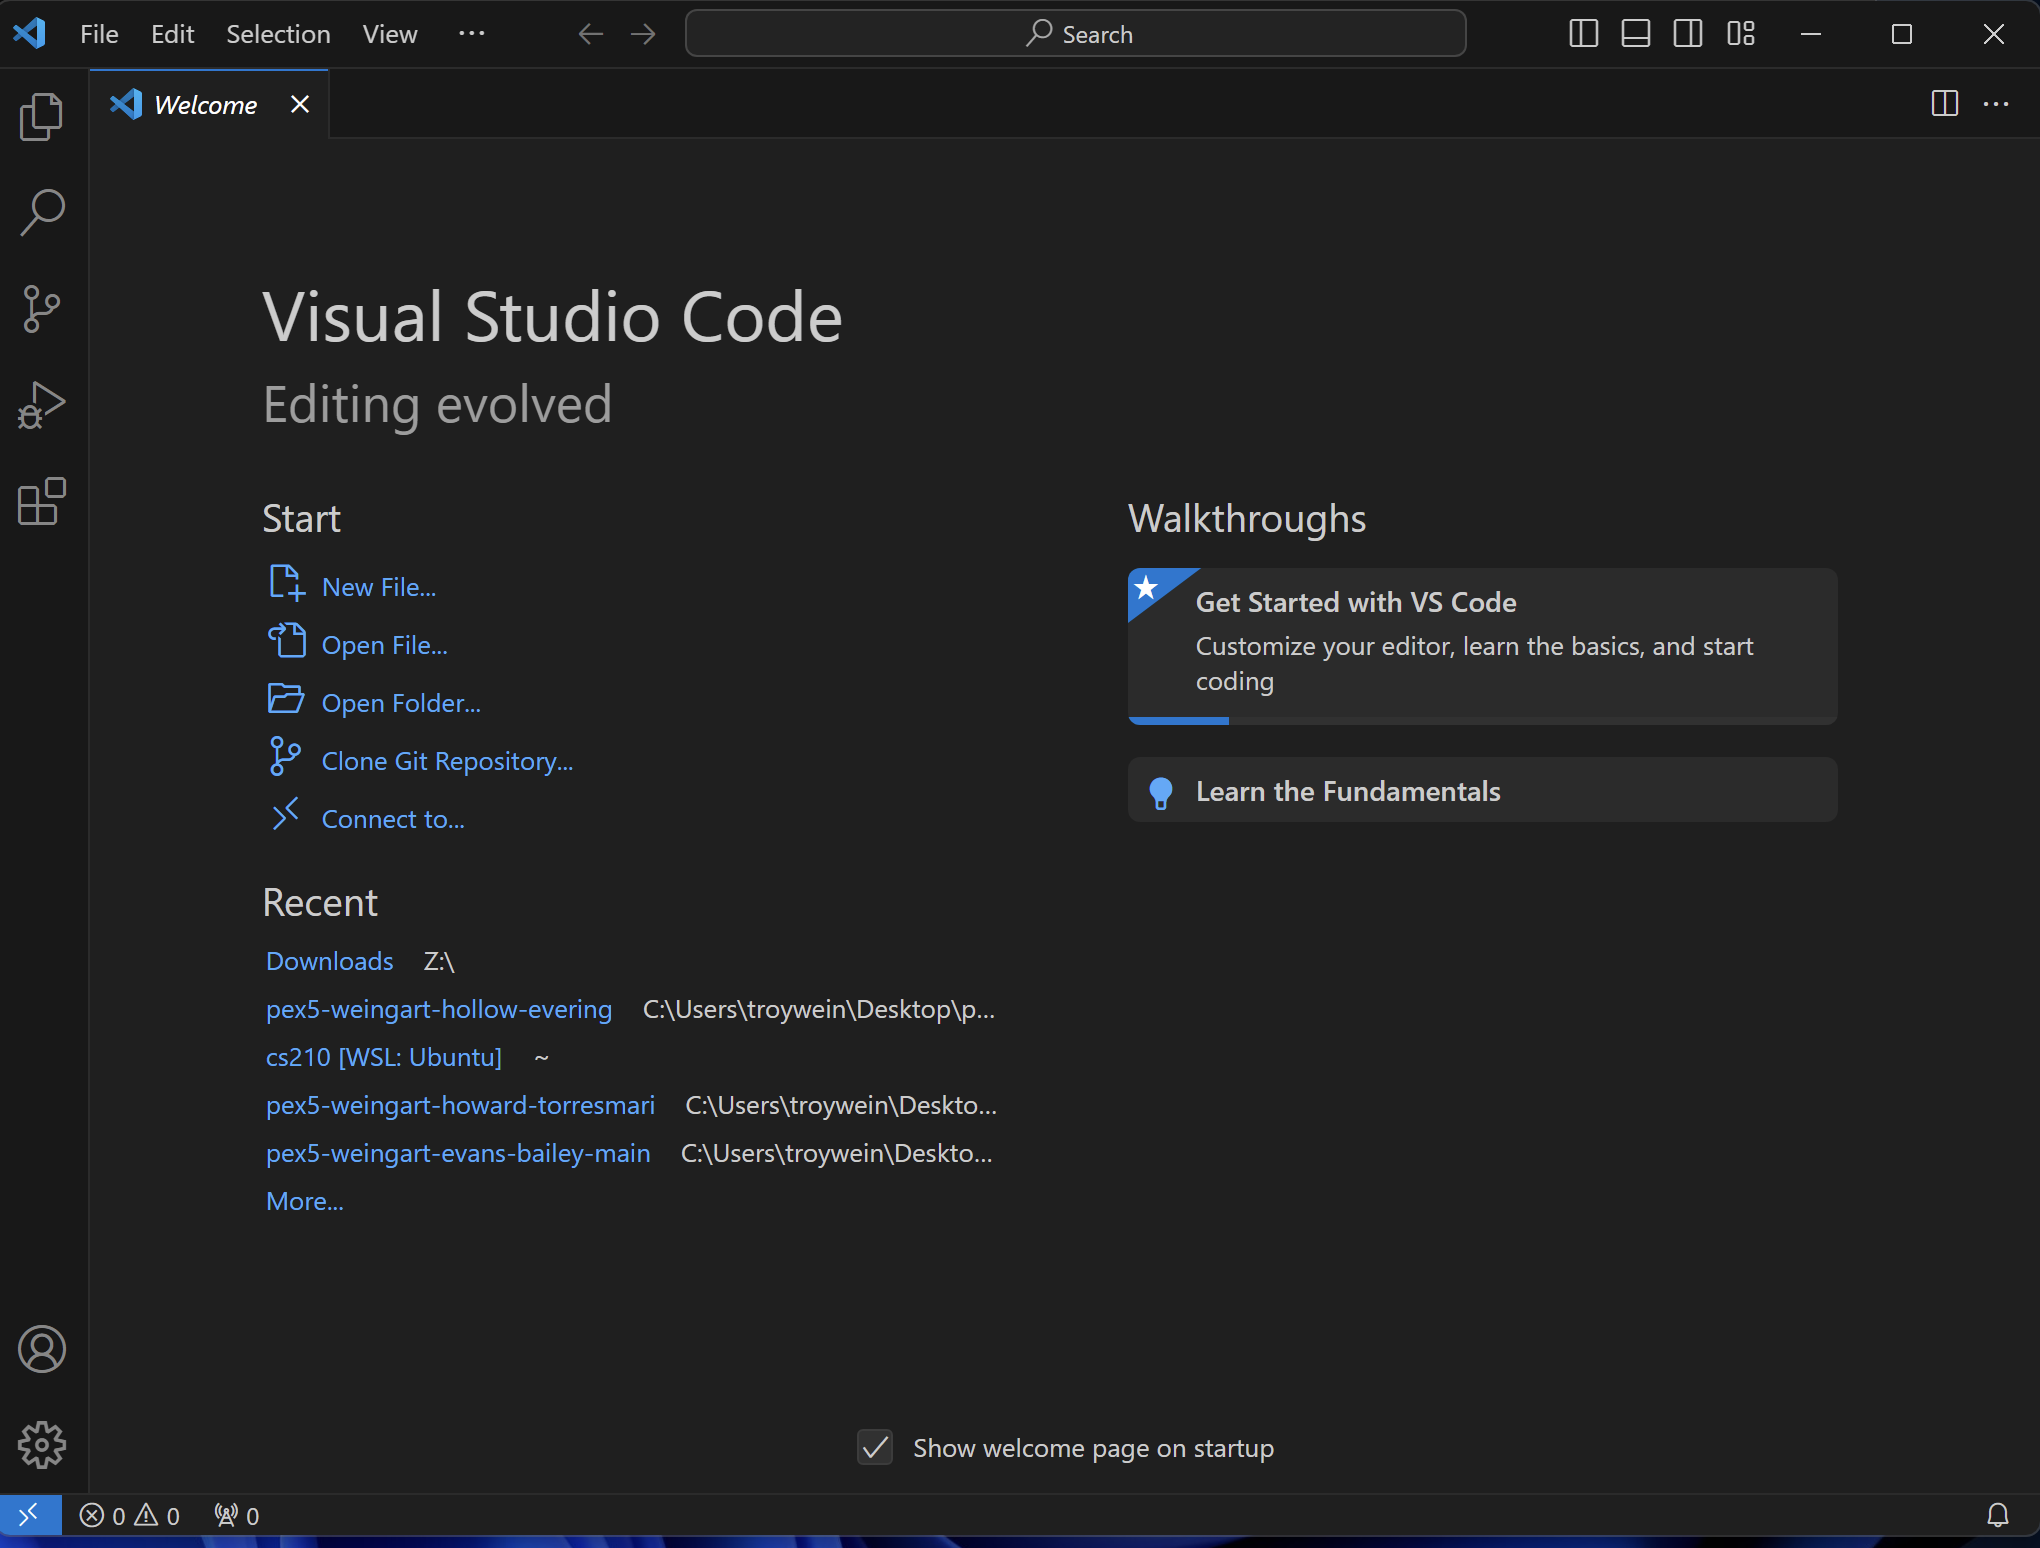 File Edit Selection View ··· Search
Welcome
Visual Studio Code
Editing evolved
Start
New File...
Open File...
Open Folder...
Clone Git Repository...
Connect to...
Recent
Downloads Z:\
pex5-weingart-hollow-evering C:\Users\troywein\Desktop\p...
cs210 [WSL: Ubuntu] ~
pex5-weingart-howard-torresmari C:\Users\troywein\Deskto...
pex5-weingart-evans-bailey-main C:\Users\troywein\Deskto...
More...
Walkthroughs
Get Started with VS Code
Customize your editor, learn the basics, and start
coding
Learn the Fundamentals
Show welcome page on startup
0 0 0